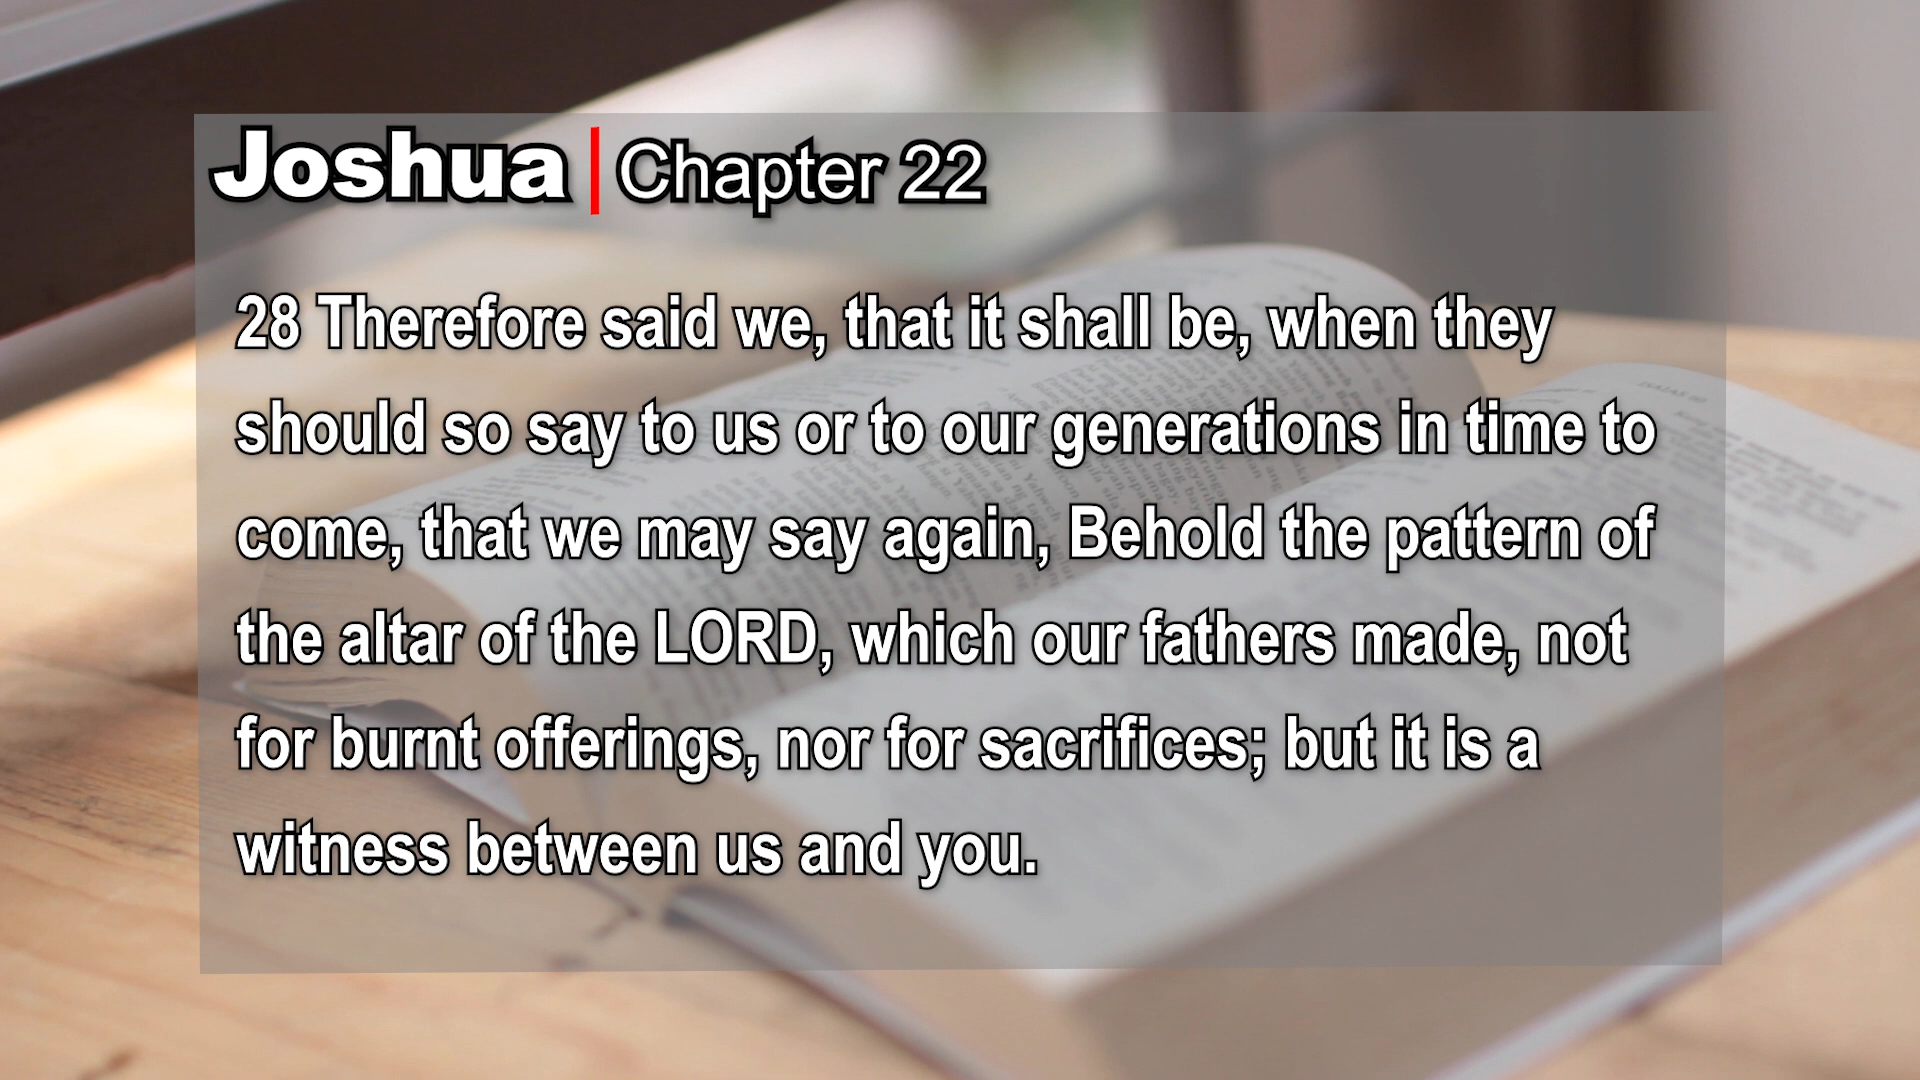 Joshua | Chapter 22
28 Therefore said we, that it shall be, when they
should so say to us or to our generations in time to
come, that we may say again, Behold the pattern of
the altar of the LORD, which our fathers made, not
for burnt offerings, nor for sacrifices; but it is a
witness between us and you.